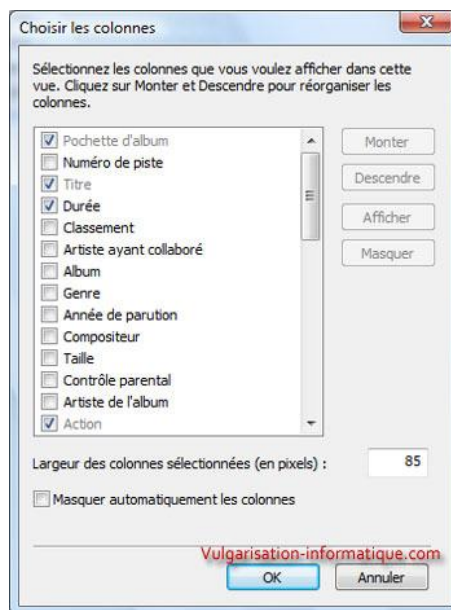 Choisir les colonnes
Sélectionnez les colonnes que vous voulez afficher dans cette
vue. Cliquez sur Monter et Descendre pour réorganiser les
colonnes.
Pochette d'album
Numéro de piste
Titre
Durée
Classement
Artiste ayant collaboré
Album
Genre
Année de parution
Compositeur
Taille
Contrôle parental
Artiste de l'album
Action
Monter
Descendre
Afficher
Masquer
Largeur des colonnes sélectionnées (en pixels) : 85
Masquer automatiquement les colonnes
Vulgarisation-informatique.com
OK Annuler